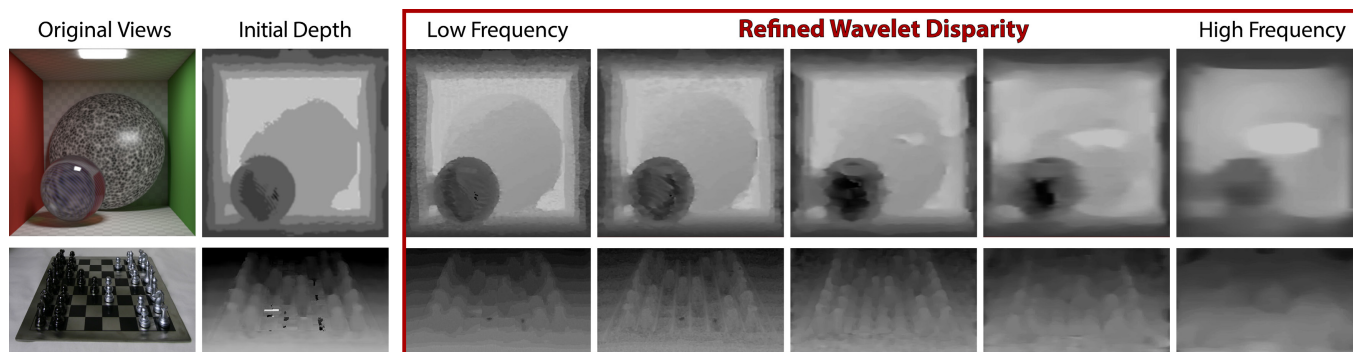 Original Views
Initial Depth
Low Frequency
Refined Wavelet Disparity
High Frequency